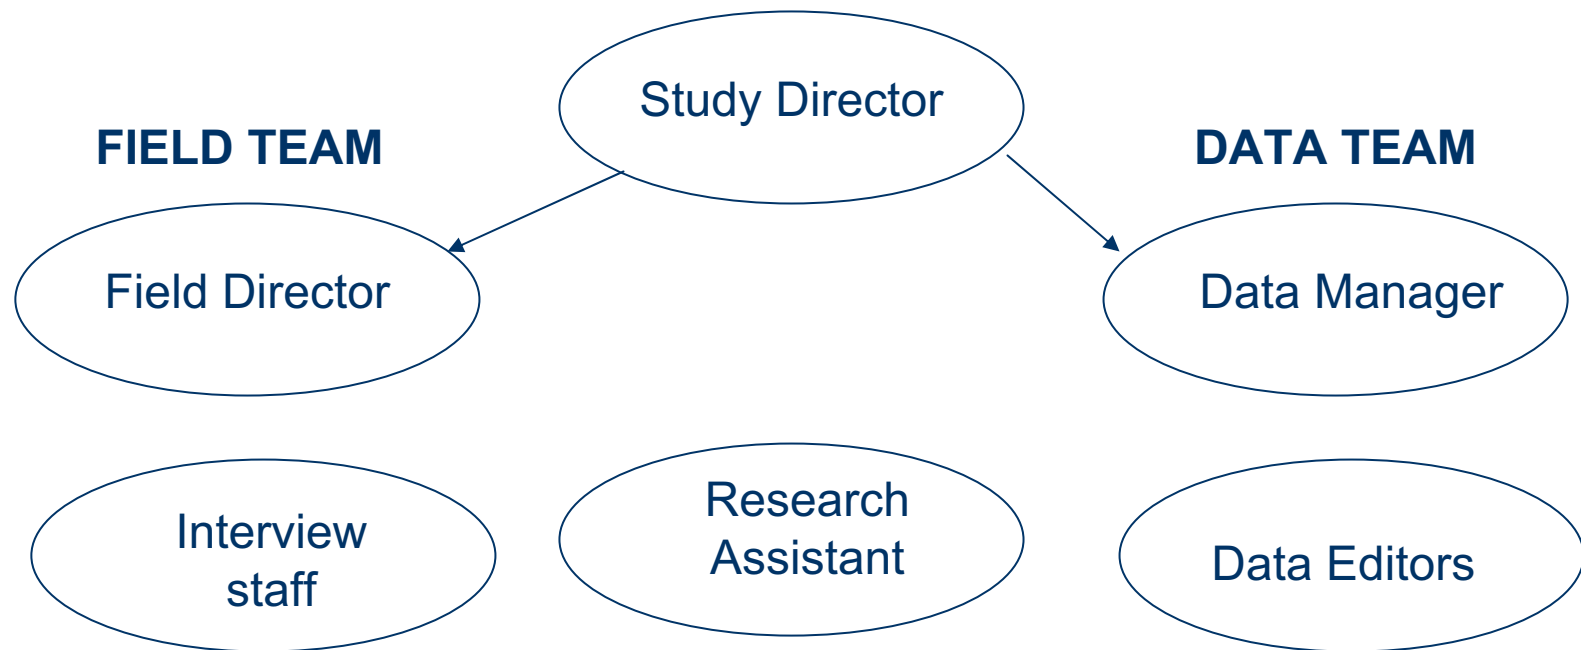 Study Director
FIELD TEAM
DATA TEAM
Field Director
Data Manager
Interview
staff
Research
Assistant
Data Editors